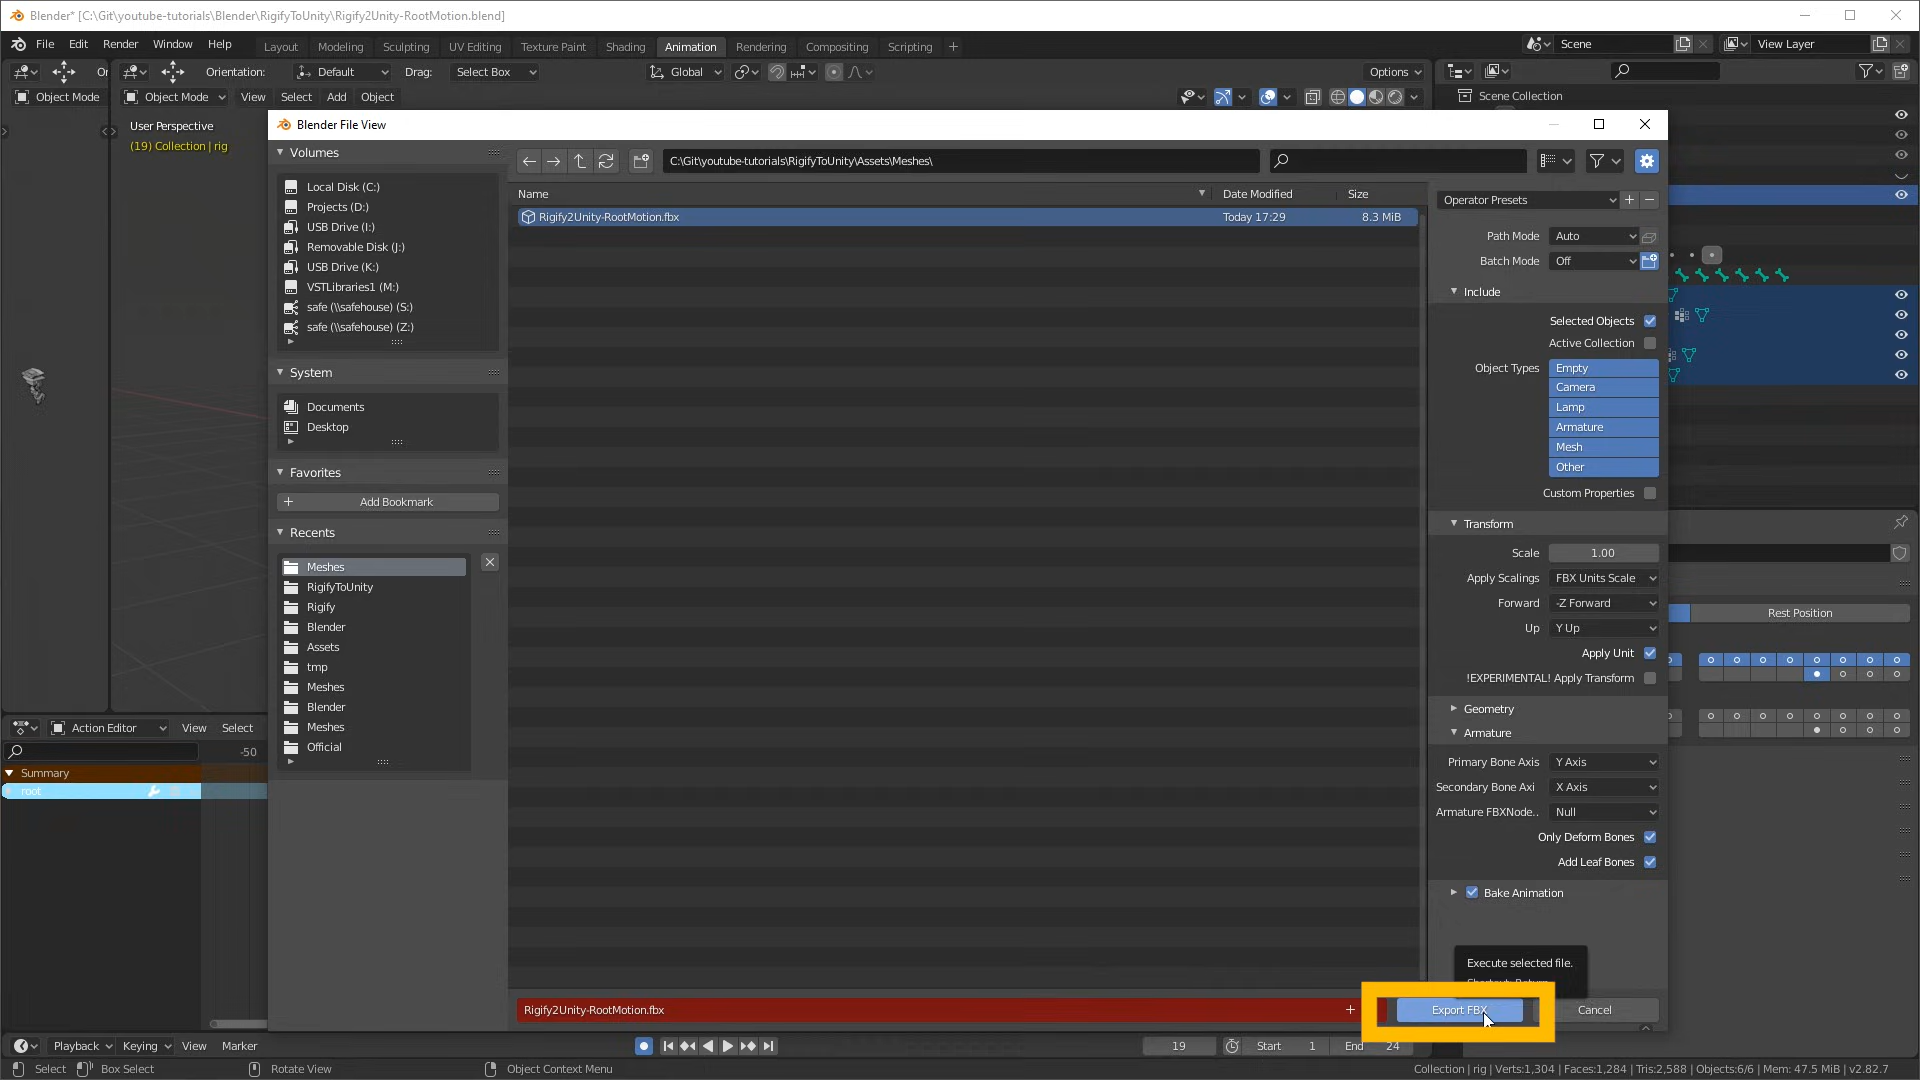 Blender* [C:\Git\youtube-tutorials\Blender\RigifyToUnity\Rigify2Unity-RootMotion.blend]
File Edit Render Window Help Layout Modeling Sculpting UV Editing Texture Paint Shading Animation Rendering Compositing Scripting + Scene View Layer
Or Orientation: Default Drag: Select Box Global Options
Object Mode Object Mode View Select Add Object Scene Collection
User Perspective
(19) Collection | rig
Blender File View
Volumes
C:\Git\youtube-tutorials\RigifyToUnity\Assets\Meshes\
Name Date Modified Size
Rigify2Unity-RootMotion.fbx Today 17:29 8.3 MiB
Local Disk (C:)
Projects (D:)
USB Drive (I:)
Removable Disk (J:)
USB Drive (K:)
VSTLibraries1 (M:)
safe (\\safehouse) (S:)
safe (\\safehouse) (Z:)
System
Documents
Desktop
Favorites
Add Bookmark
Recents
Meshes
RigifyToUnity
Rigify
Blender
Assets
tmp
Meshes
Blender
Meshes
Official
Operator Presets
Path Mode Auto
Batch Mode Off
Include
Selected Objects
Active Collection
Object Types Empty
Camera
Lamp
Armature
Mesh
Other
Custom Properties
Transform
Scale 1.00
Apply Scalings FBX Units Scale
Forward -Z Forward
Up Y Up
Apply Unit
!EXPERIMENTAL! Apply Transform
Geometry
Armature
Primary Bone Axis Y Axis
Secondary Bone Axi X Axis
Armature FBXNode.. Null
Only Deform Bones
Add Leaf Bones
Bake Animation
Execute selected file.
Rigify2Unity-RootMotion.fbx + Export FBX Cancel
Rest Position
Action Editor View Select
-50
Summary
root
Playback Keying View Marker 19 Start 1 End 24
Select Box Select Rotate View Object Context Menu Collection | rig | Verts:1,304 | Faces:1,284 | Tris:2,588 | Objects:6/6 | Mem: 47.5 MiB | v2.82.7